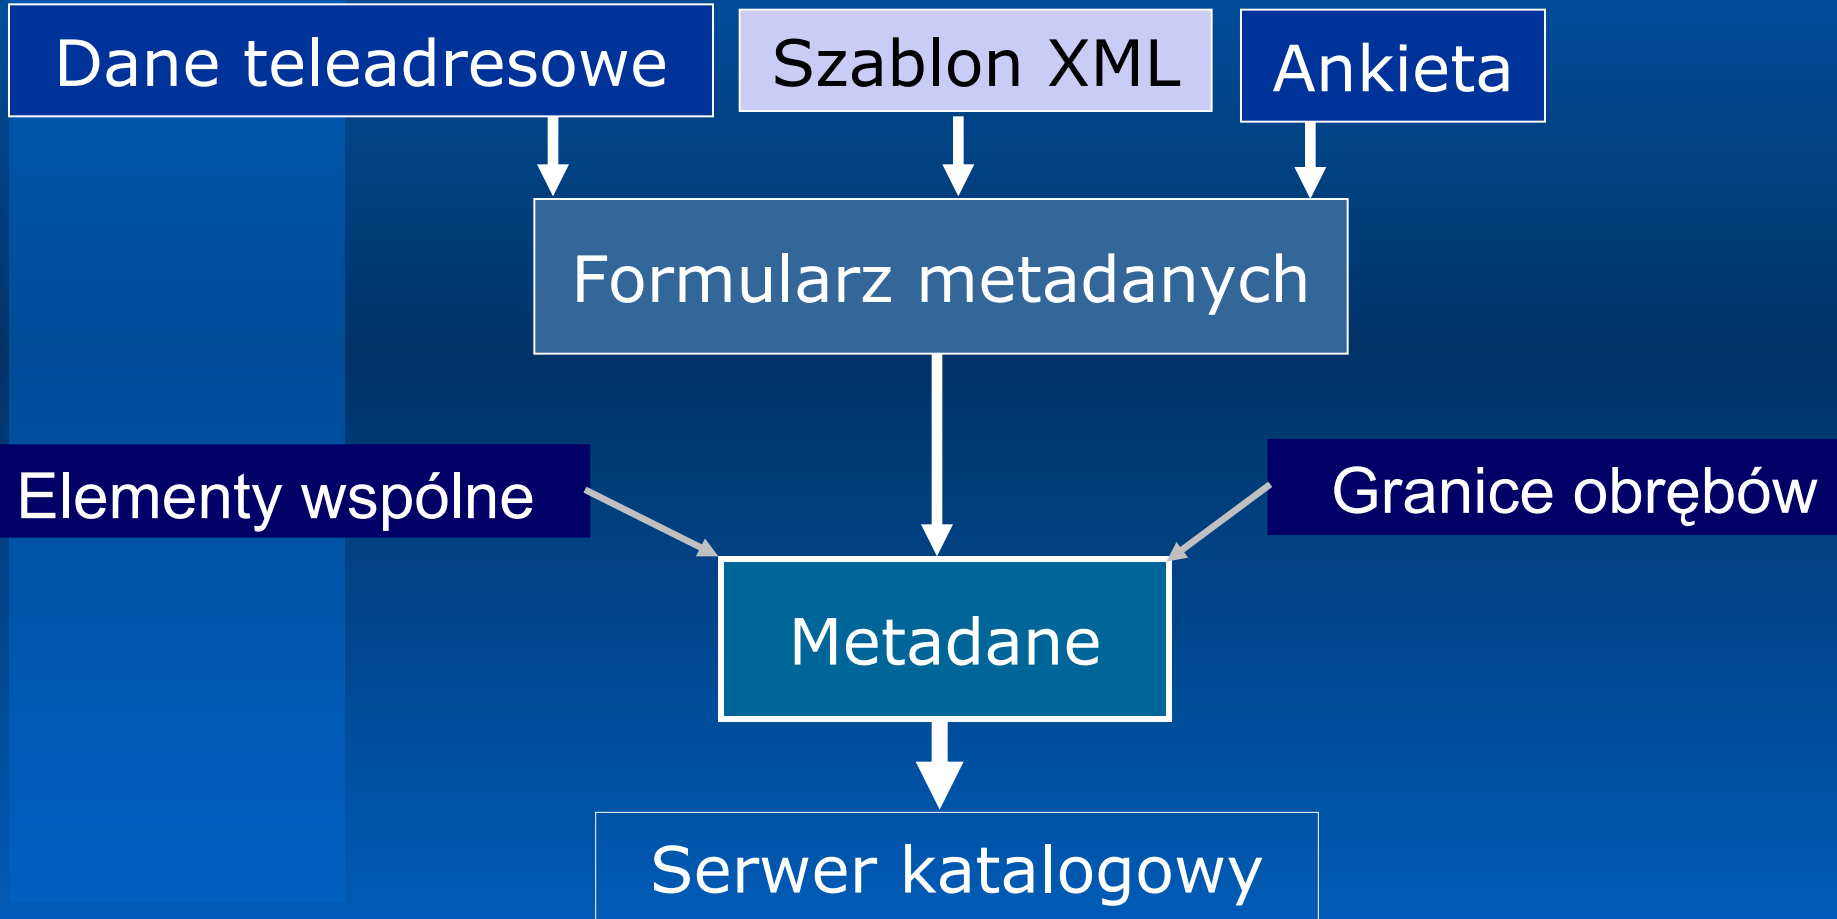 Dane teleadresowe
Szablon XML
Ankieta
Formularz metadanych
Elementy wspólne
Granice obrębów
Metadane
Serwer katalogowy